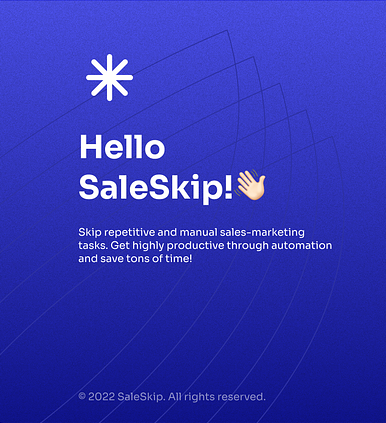 Hello
SaleSkip!👋🏻
Skip repetitive and manual sales-marketing
tasks. Get highly productive through automation
and save tons of time!
© 2022 SaleSkip. All rights reserved.